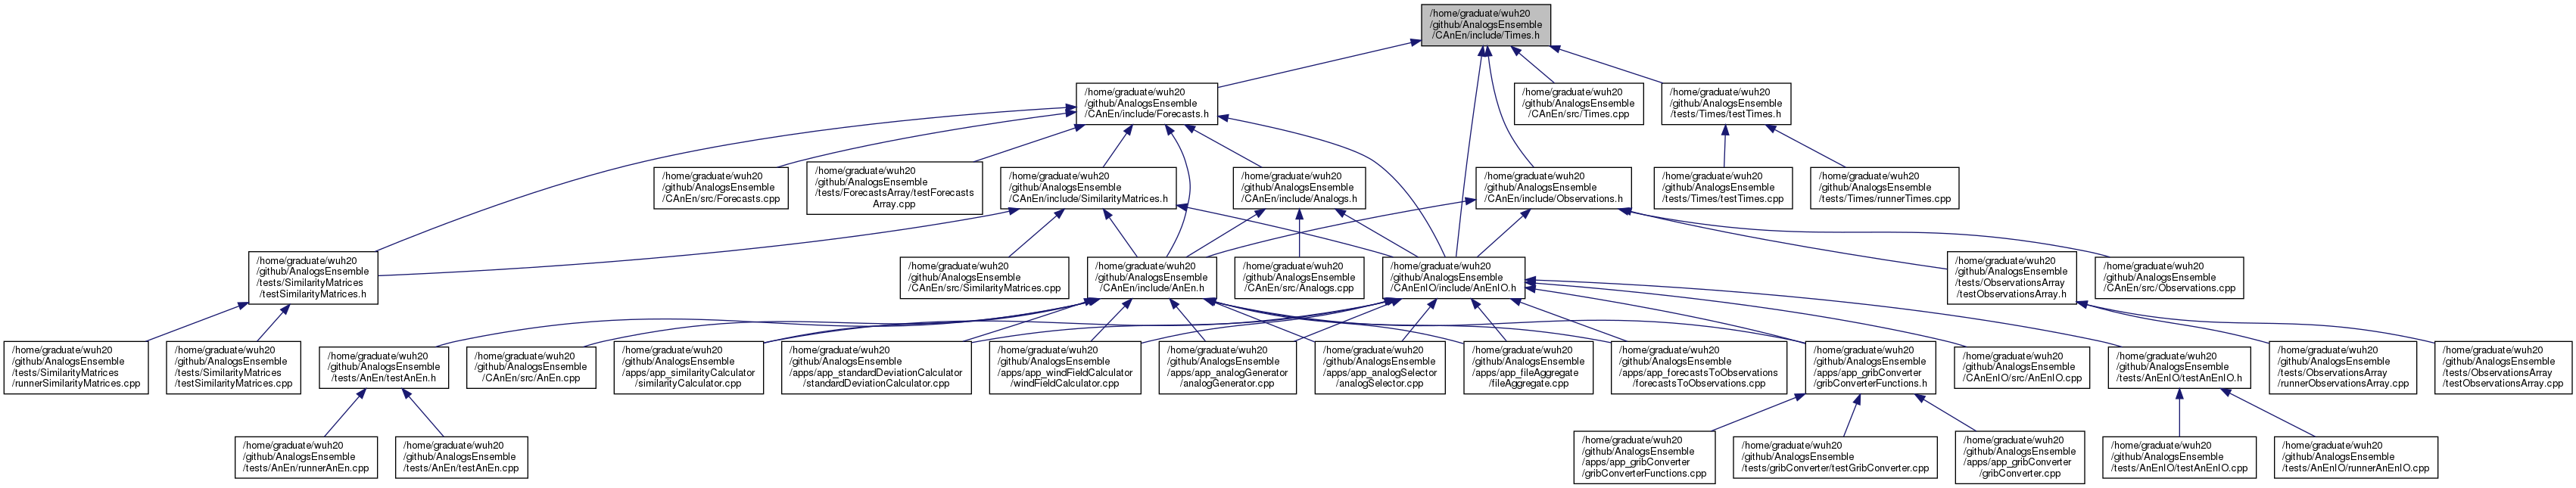 /home/graduate/wuh20
/github/AnalogsEnsemble
/CAnEn/include/Times.h
/home/graduate/wuh20
/github/AnalogsEnsemble
/CAnEn/include/Forecasts.h
/home/graduate/wuh20
/github/AnalogsEnsemble
/CAnEn/src/Times.cpp
/home/graduate/wuh20
/github/AnalogsEnsemble
/tests/Times/testTimes.h
/home/graduate/wuh20
/github/AnalogsEnsemble
/CAnEn/src/Forecasts.cpp
/home/graduate/wuh20
/github/AnalogsEnsemble
/tests/ForecastsArray/testForecasts
Array.cpp
/home/graduate/wuh20
/github/AnalogsEnsemble
/CAnEn/include/SimilarityMatrices.h
/home/graduate/wuh20
/github/AnalogsEnsemble
/CAnEn/include/Analogs.h
/home/graduate/wuh20
/github/AnalogsEnsemble
/CAnEn/include/Observations.h
/home/graduate/wuh20
/github/AnalogsEnsemble
/tests/Times/testTimes.cpp
/home/graduate/wuh20
/github/AnalogsEnsemble
/tests/Times/runnerTimes.cpp
/home/graduate/wuh20
/github/AnalogsEnsemble
/tests/SimilarityMatrices
/testSimilarityMatrices.h
/home/graduate/wuh20
/github/AnalogsEnsemble
/CAnEn/src/SimilarityMatrices.cpp
/home/graduate/wuh20
/github/AnalogsEnsemble
/CAnEn/include/AnEn.h
/home/graduate/wuh20
/github/AnalogsEnsemble
/CAnEn/src/Analogs.cpp
/home/graduate/wuh20
/github/AnalogsEnsemble
/CAnEnIO/include/AnEnIO.h
/home/graduate/wuh20
/github/AnalogsEnsemble
/tests/ObservationsArray
/testObservationsArray.h
/home/graduate/wuh20
/github/AnalogsEnsemble
/CAnEn/src/Observations.cpp
/home/graduate/wuh20
/github/AnalogsEnsemble
/tests/SimilarityMatrices
/runnerSimilarityMatrices.cpp
/home/graduate/wuh20
/github/AnalogsEnsemble
/tests/SimilarityMatrices
/testSimilarityMatrices.cpp
/home/graduate/wuh20
/github/AnalogsEnsemble
/tests/AnEn/testAnEn.h
/home/graduate/wuh20
/github/AnalogsEnsemble
/CAnEn/src/AnEn.cpp
/home/graduate/wuh20
/github/AnalogsEnsemble
/apps/app_similarityCalculator
/similarityCalculator.cpp
/home/graduate/wuh20
/github/AnalogsEnsemble
/apps/app_standardDeviationCalculator
/standardDeviationCalculator.cpp
/home/graduate/wuh20
/github/AnalogsEnsemble
/apps/app_windFieldCalculator
/windFieldCalculator.cpp
/home/graduate/wuh20
/github/AnalogsEnsemble
/apps/app_analogGenerator
/analogGenerator.cpp
/home/graduate/wuh20
/github/AnalogsEnsemble
/apps/app_analogSelector
/analogSelector.cpp
/home/graduate/wuh20
/github/AnalogsEnsemble
/apps/app_fileAggregate
/fileAggregate.cpp
/home/graduate/wuh20
/github/AnalogsEnsemble
/apps/app_forecastsToObservations
/forecastsToObservations.cpp
/home/graduate/wuh20
/github/AnalogsEnsemble
/apps/app_gribConverter
/gribConverterFunctions.h
/home/graduate/wuh20
/github/AnalogsEnsemble
/CAnEnIO/src/AnEnIO.cpp
/home/graduate/wuh20
/github/AnalogsEnsemble
/tests/AnEnIO/testAnEnIO.h
/home/graduate/wuh20
/github/AnalogsEnsemble
/tests/ObservationsArray
/runnerObservationsArray.cpp
/home/graduate/wuh20
/github/AnalogsEnsemble
/tests/ObservationsArray
/testObservationsArray.cpp
/home/graduate/wuh20
/github/AnalogsEnsemble
/tests/AnEn/runnerAnEn.cpp
/home/graduate/wuh20
/github/AnalogsEnsemble
/tests/AnEn/testAnEn.cpp
/home/graduate/wuh20
/github/AnalogsEnsemble
/apps/app_gribConverter
/gribConverterFunctions.cpp
/home/graduate/wuh20
/github/AnalogsEnsemble
/tests/gribConverter/testGribConverter.cpp
/home/graduate/wuh20
/github/AnalogsEnsemble
/apps/app_gribConverter
/gribConverter.cpp
/home/graduate/wuh20
/github/AnalogsEnsemble
/tests/AnEnIO/testAnEnIO.cpp
/home/graduate/wuh20
/github/AnalogsEnsemble
/tests/AnEnIO/runnerAnEnIO.cpp